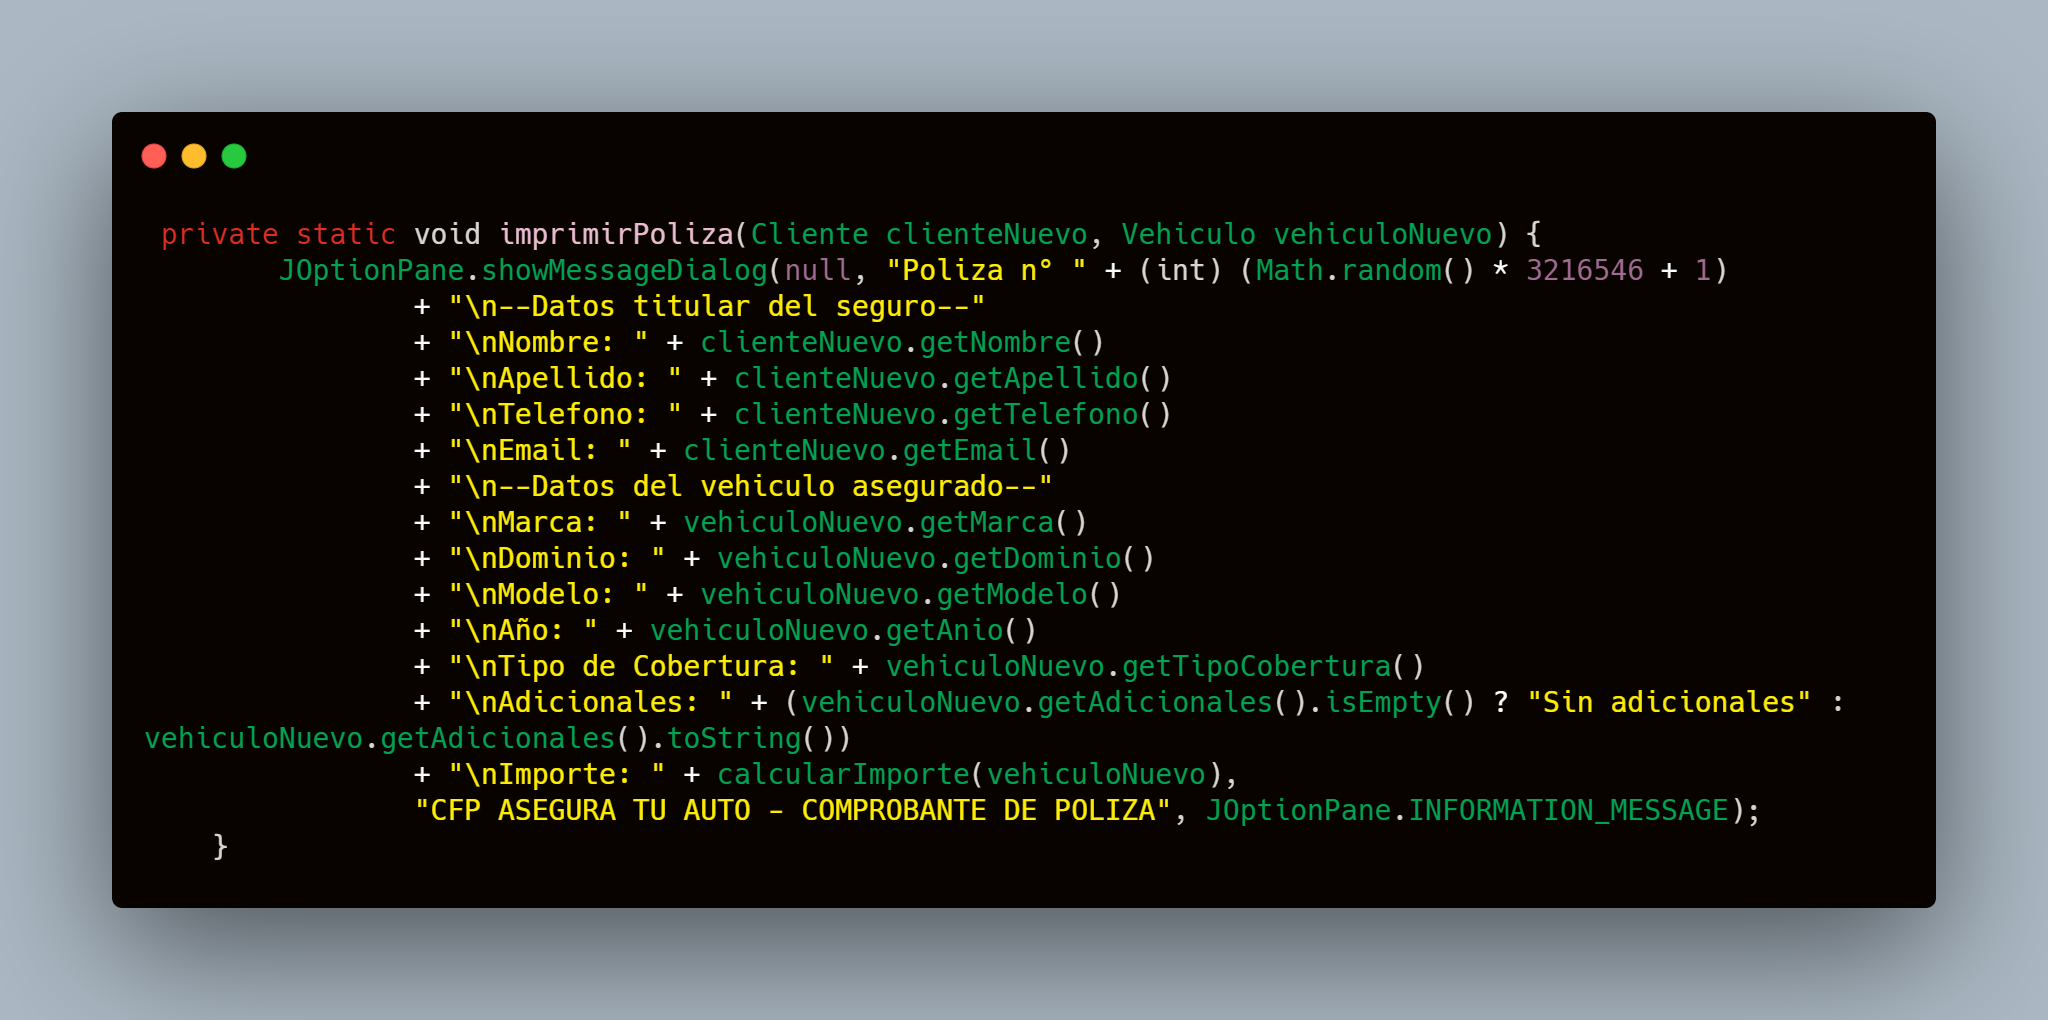 private static void imprimirPoliza(Cliente clienteNuevo, Vehiculo vehiculoNuevo) {
JOptionPane.showMessageDialog(null, "Poliza n° " + (int) (Math.random() * 3216546 + 1)
+ "\n--Datos titular del seguro--"
+ "\nNombre: " + clienteNuevo.getNombre()
+ "\nApellido: " + clienteNuevo.getApellido()
+ "\nTelefono: " + clienteNuevo.getTelefono()
+ "\nEmail: " + clienteNuevo.getEmail()
+ "\n--Datos del vehiculo asegurado--"
+ "\nMarca: " + vehiculoNuevo.getMarca()
+ "\nDominio: " + vehiculoNuevo.getDominio()
+ "\nModelo: " + vehiculoNuevo.getModelo()
+ "\nAño: " + vehiculoNuevo.getAnio()
+ "\nTipo de Cobertura: " + vehiculoNuevo.getTipoCobertura()
+ "\nAdicionales: " + (vehiculoNuevo.getAdicionales().isEmpty() ? "Sin adicionales" :
vehiculoNuevo.getAdicionales().toString())
+ "\nImporte: " + calcularImporte(vehiculoNuevo),
"CFP ASEGURA TU AUTO - COMPROBANTE DE POLIZA", JOptionPane.INFORMATION_MESSAGE);
}